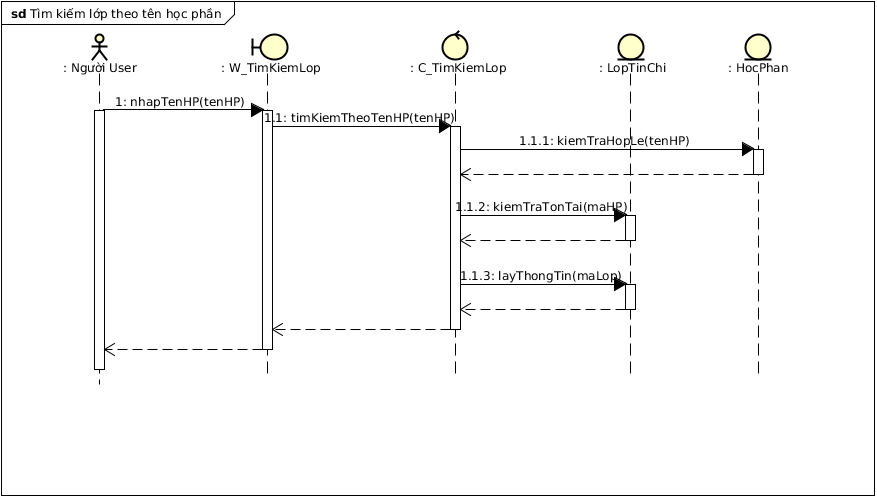 sd Tìm kiếm lớp theo tên học phần
: Người User
: W_TimKiemLop
: C_TimKiemLop
: LopTinChi
: HocPhan
1: nhapTenHP(tenHP)
1.1: timKiemTheoTenHP(tenHP)
1.1.1: kiemTraHopLe(tenHP)
1.1.2: kiemTraTonTai(maHP)
1.1.3: layThongTin(maLop)